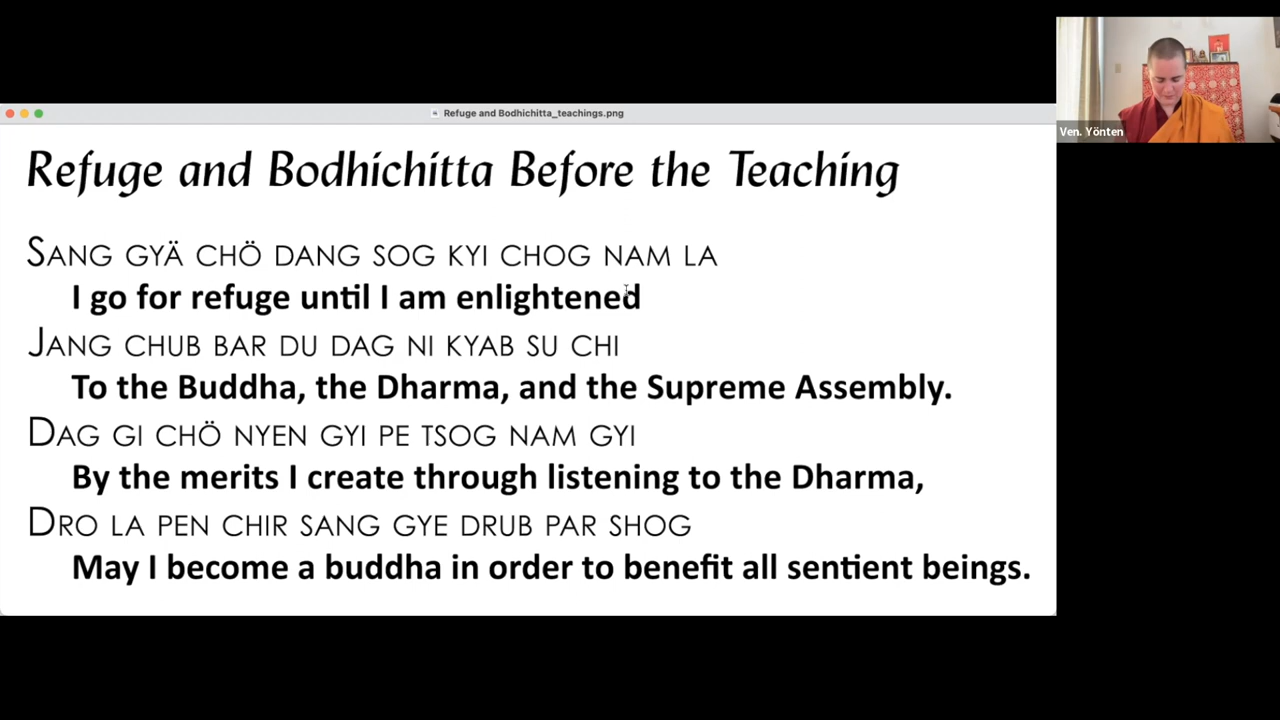 Refuge and Bodhichitta_teachings.png
Ven. Yönten
Refuge and Bodhichitta Before the Teaching
SANG GYÄ CHÖ DANG SOG KYI CHOG NAM LA
I go for refuge until I am enlightened
JANG CHUB BAR DU DAG NI KYAB SU CHI
To the Buddha, the Dharma, and the Supreme Assembly.
DAG GI CHÖ NYEN GYI PE TSOG NAM GYI
By the merits I create through listening to the Dharma,
DRO LA PEN CHIR SANG GYE DRUB PAR SHOG
May I become a buddha in order to benefit all sentient beings.